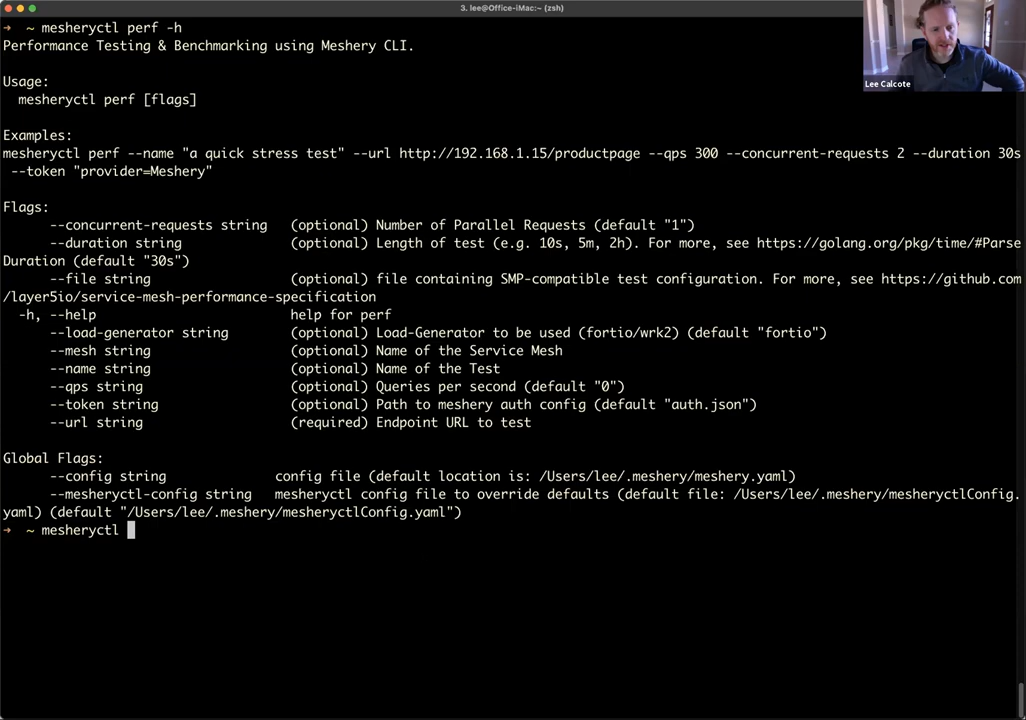 3. lee@Office-iMac:~ (zsh)
→ ~ mesheryctl perf -h
Performance Testing & Benchmarking using Meshery CLI.
Usage:
mesheryctl perf [flags]
Examples:
mesheryctl perf --name "a quick stress test" --url http://192.168.1.15/productpage --qps 300 --concurrent-requests 2 --duration 30s
--token "provider=Meshery"
Flags:
--concurrent-requests string (optional) Number of Parallel Requests (default "1")
--duration string (optional) Length of test (e.g. 10s, 5m, 2h). For more, see https://golang.org/pkg/time/#Parse
Duration (default "30s")
--file string (optional) file containing SMP-compatible test configuration. For more, see https://github.com
/layer5io/service-mesh-performance-specification
-h, --help help for perf
--load-generator string (optional) Load-Generator to be used (fortio/wrk2) (default "fortio")
--mesh string (optional) Name of the Service Mesh
--name string (optional) Name of the Test
--qps string (optional) Queries per second (default "0")
--token string (optional) Path to meshery auth config (default "auth.json")
--url string (required) Endpoint URL to test
Global Flags:
--config string config file (default location is: /Users/lee/.meshery/meshery.yaml)
--mesheryctl-config string mesheryctl config file to override defaults (default file: /Users/lee/.meshery/mesheryctlConfig.
yaml) (default "/Users/lee/.meshery/mesheryctlConfig.yaml")
→ ~ mesheryctl
Lee Calcote